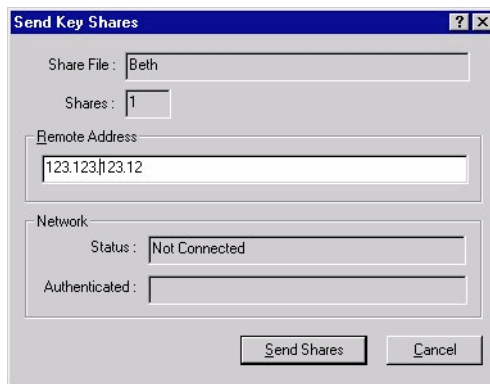 Send Key Shares
Share File : Beth
Shares : 1
Remote Address
123.123.123.12
Network
Status : Not Connected
Authenticated :
Send Shares Cancel